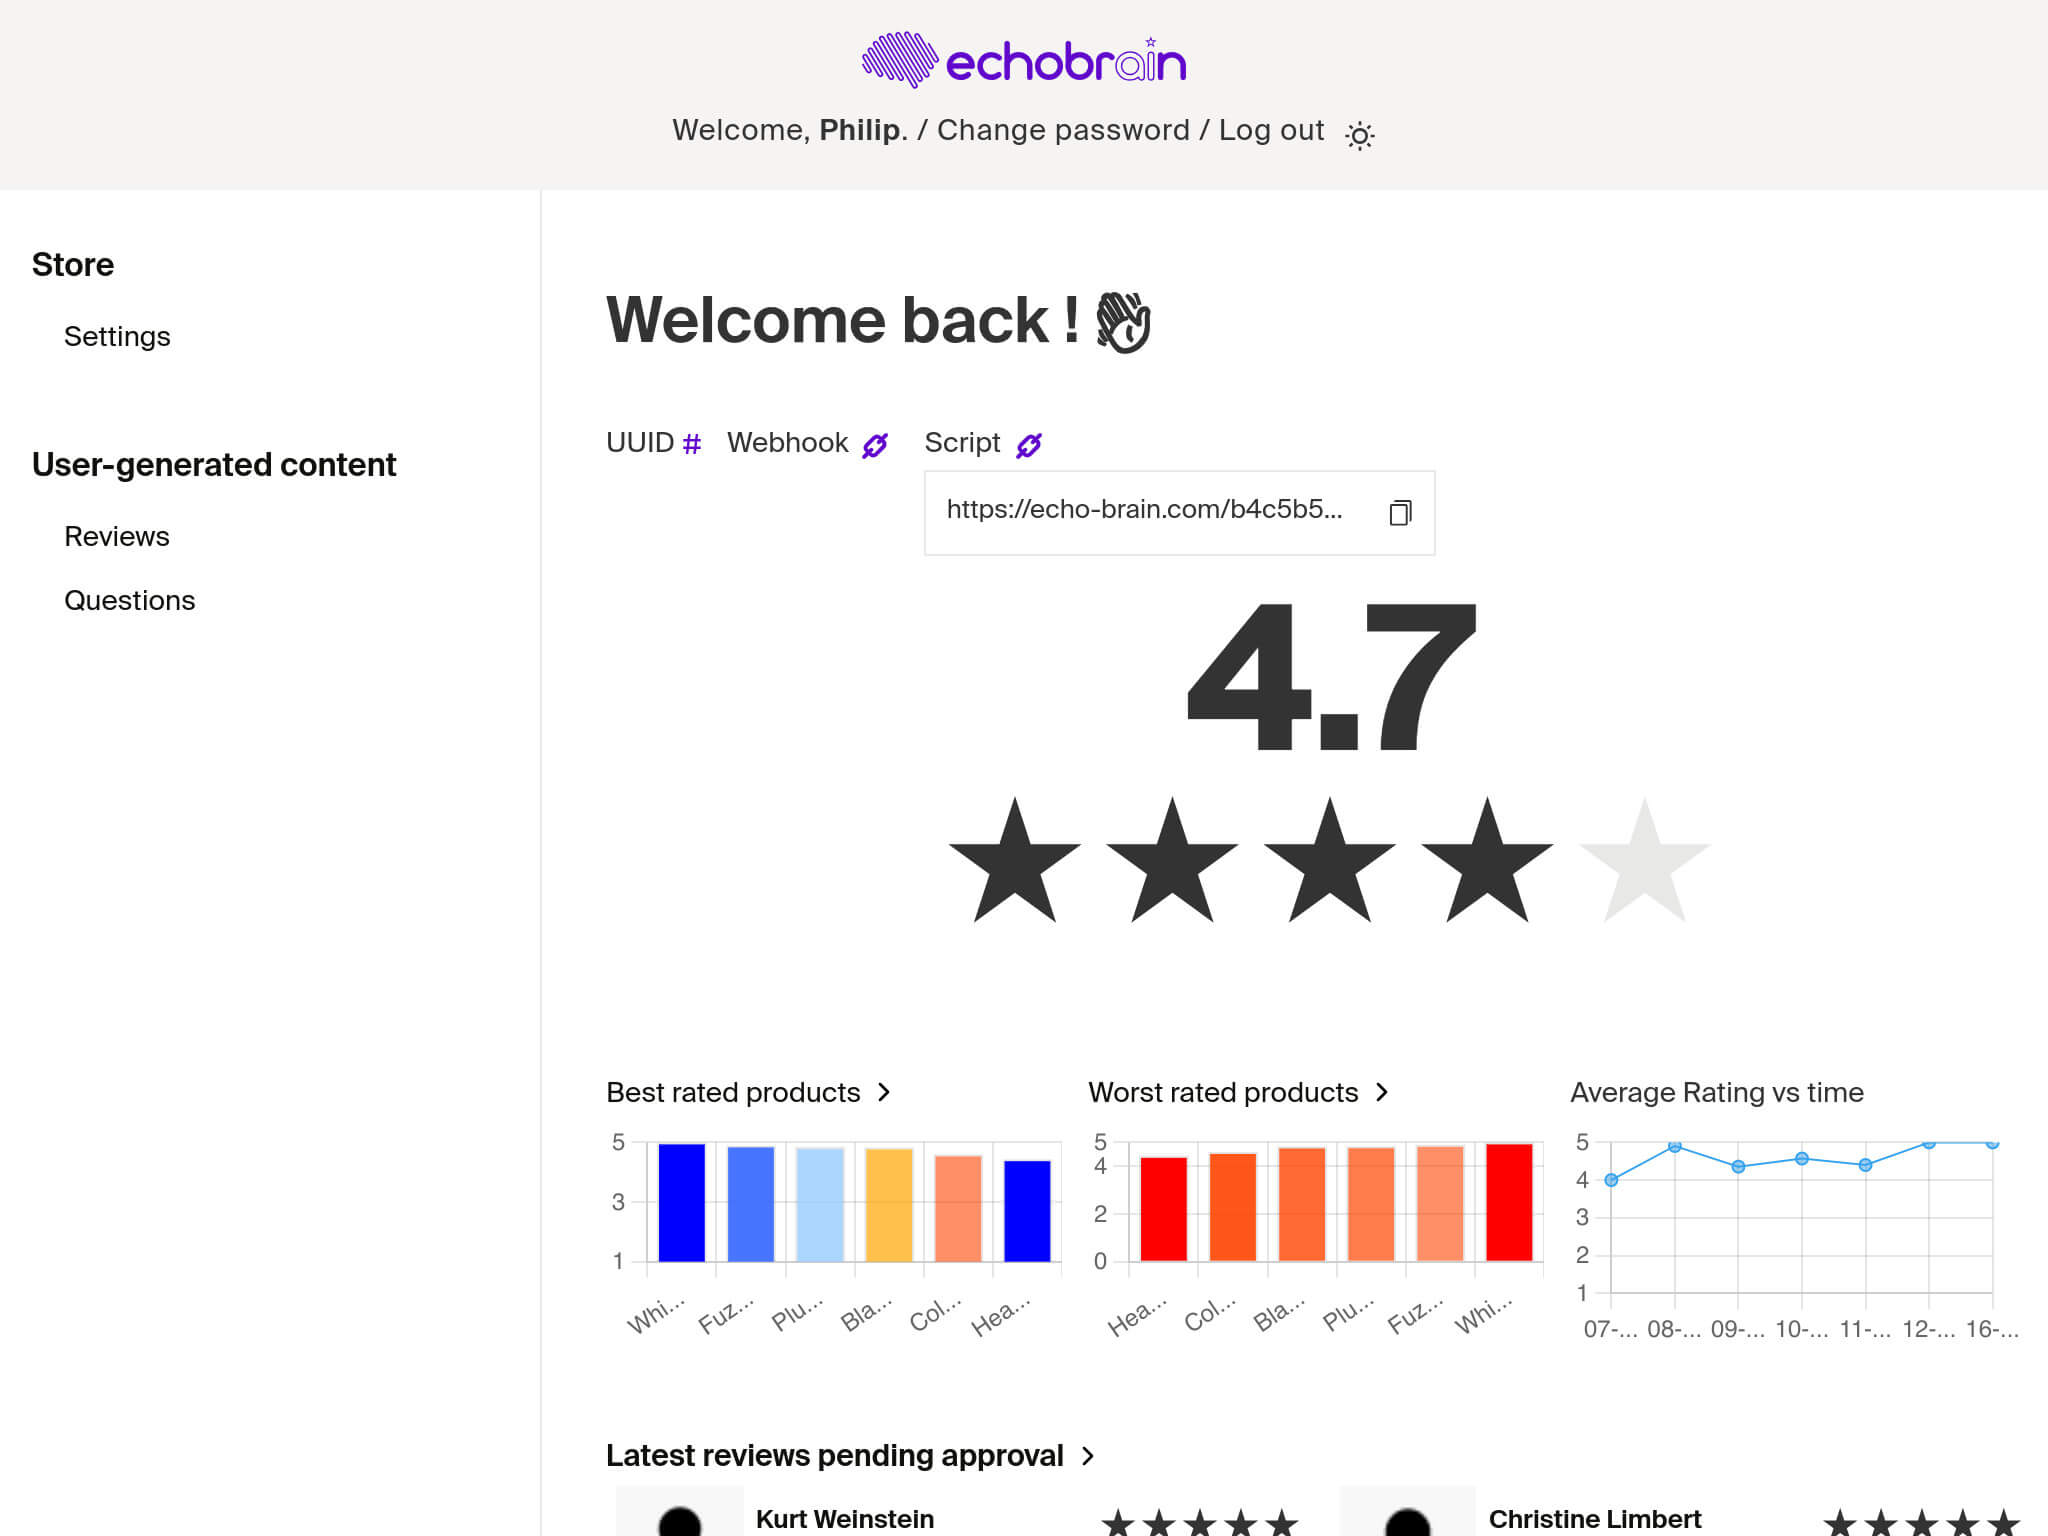 echobrain
Welcome, Philip. / Change password / Log out
Store
Settings
User-generated content
Reviews
Questions
Welcome back !
UUID # Webhook Script
https://echo-brain.com/b4c5b5...
4.7
Best rated products
5
3
1
Whi... Fuz... Plu... Bla... Col... Hea...
Worst rated products
5
4
2
0
Hea... Col... Bla... Plu... Fuz... Whi...
Average Rating vs time
5
4
3
2
1
07-... 08-... 09-... 10-... 11-... 12-... 16-...
Latest reviews pending approval
Kurt Weinstein
Christine Limbert